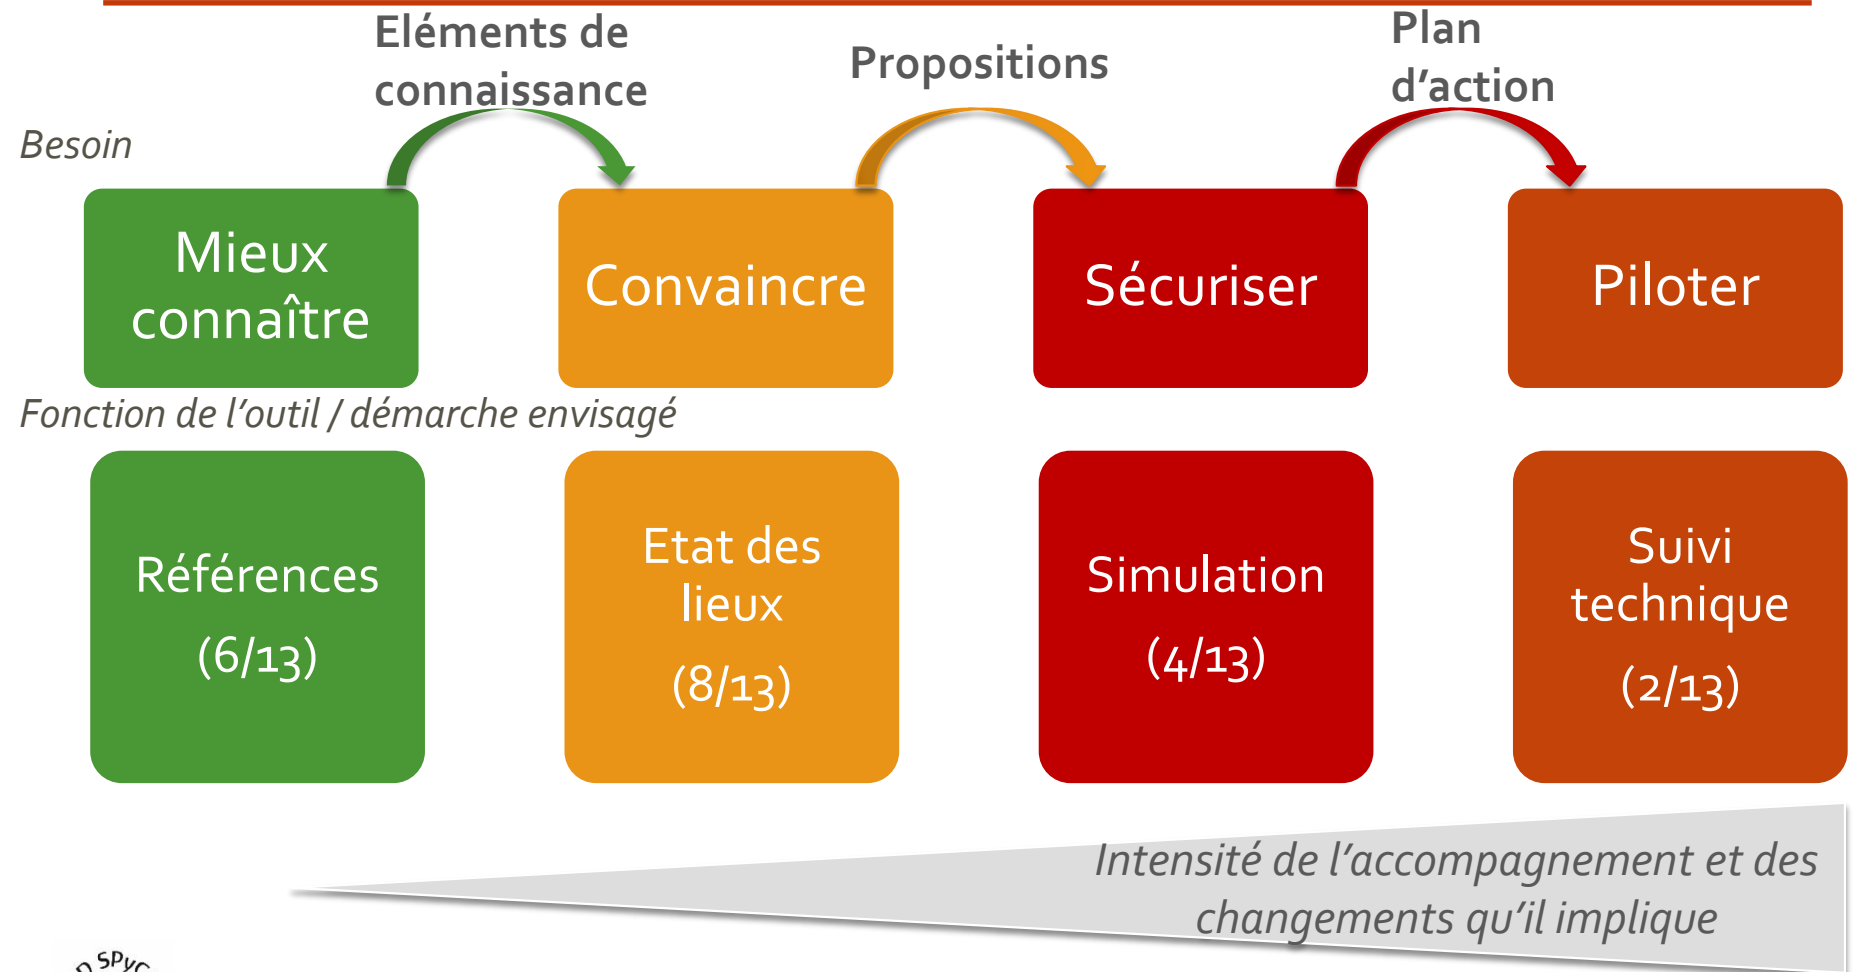 Eléments de
connaissance
Propositions
Plan
d’action
Besoin
Mieux
connaître
Convaincre
Sécuriser
Piloter
Fonction de l’outil / démarche envisagé
Références
(6/13)
Etat des
lieux
(8/13)
Simulation
(4/13)
Suivi
technique
(2/13)
Intensité de l’accompagnement et des
changements qu’il implique